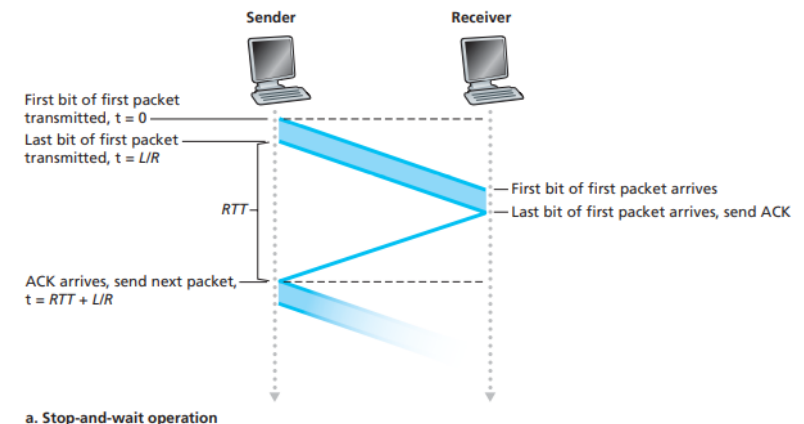 Sender
Receiver
First bit of first packet
transmitted, t = 0
Last bit of first packet
transmitted, t = L/R
First bit of first packet arrives
Last bit of first packet arrives, send ACK
RTT
ACK arrives, send next packet,
t = RTT + L/R
a. Stop-and-wait operation